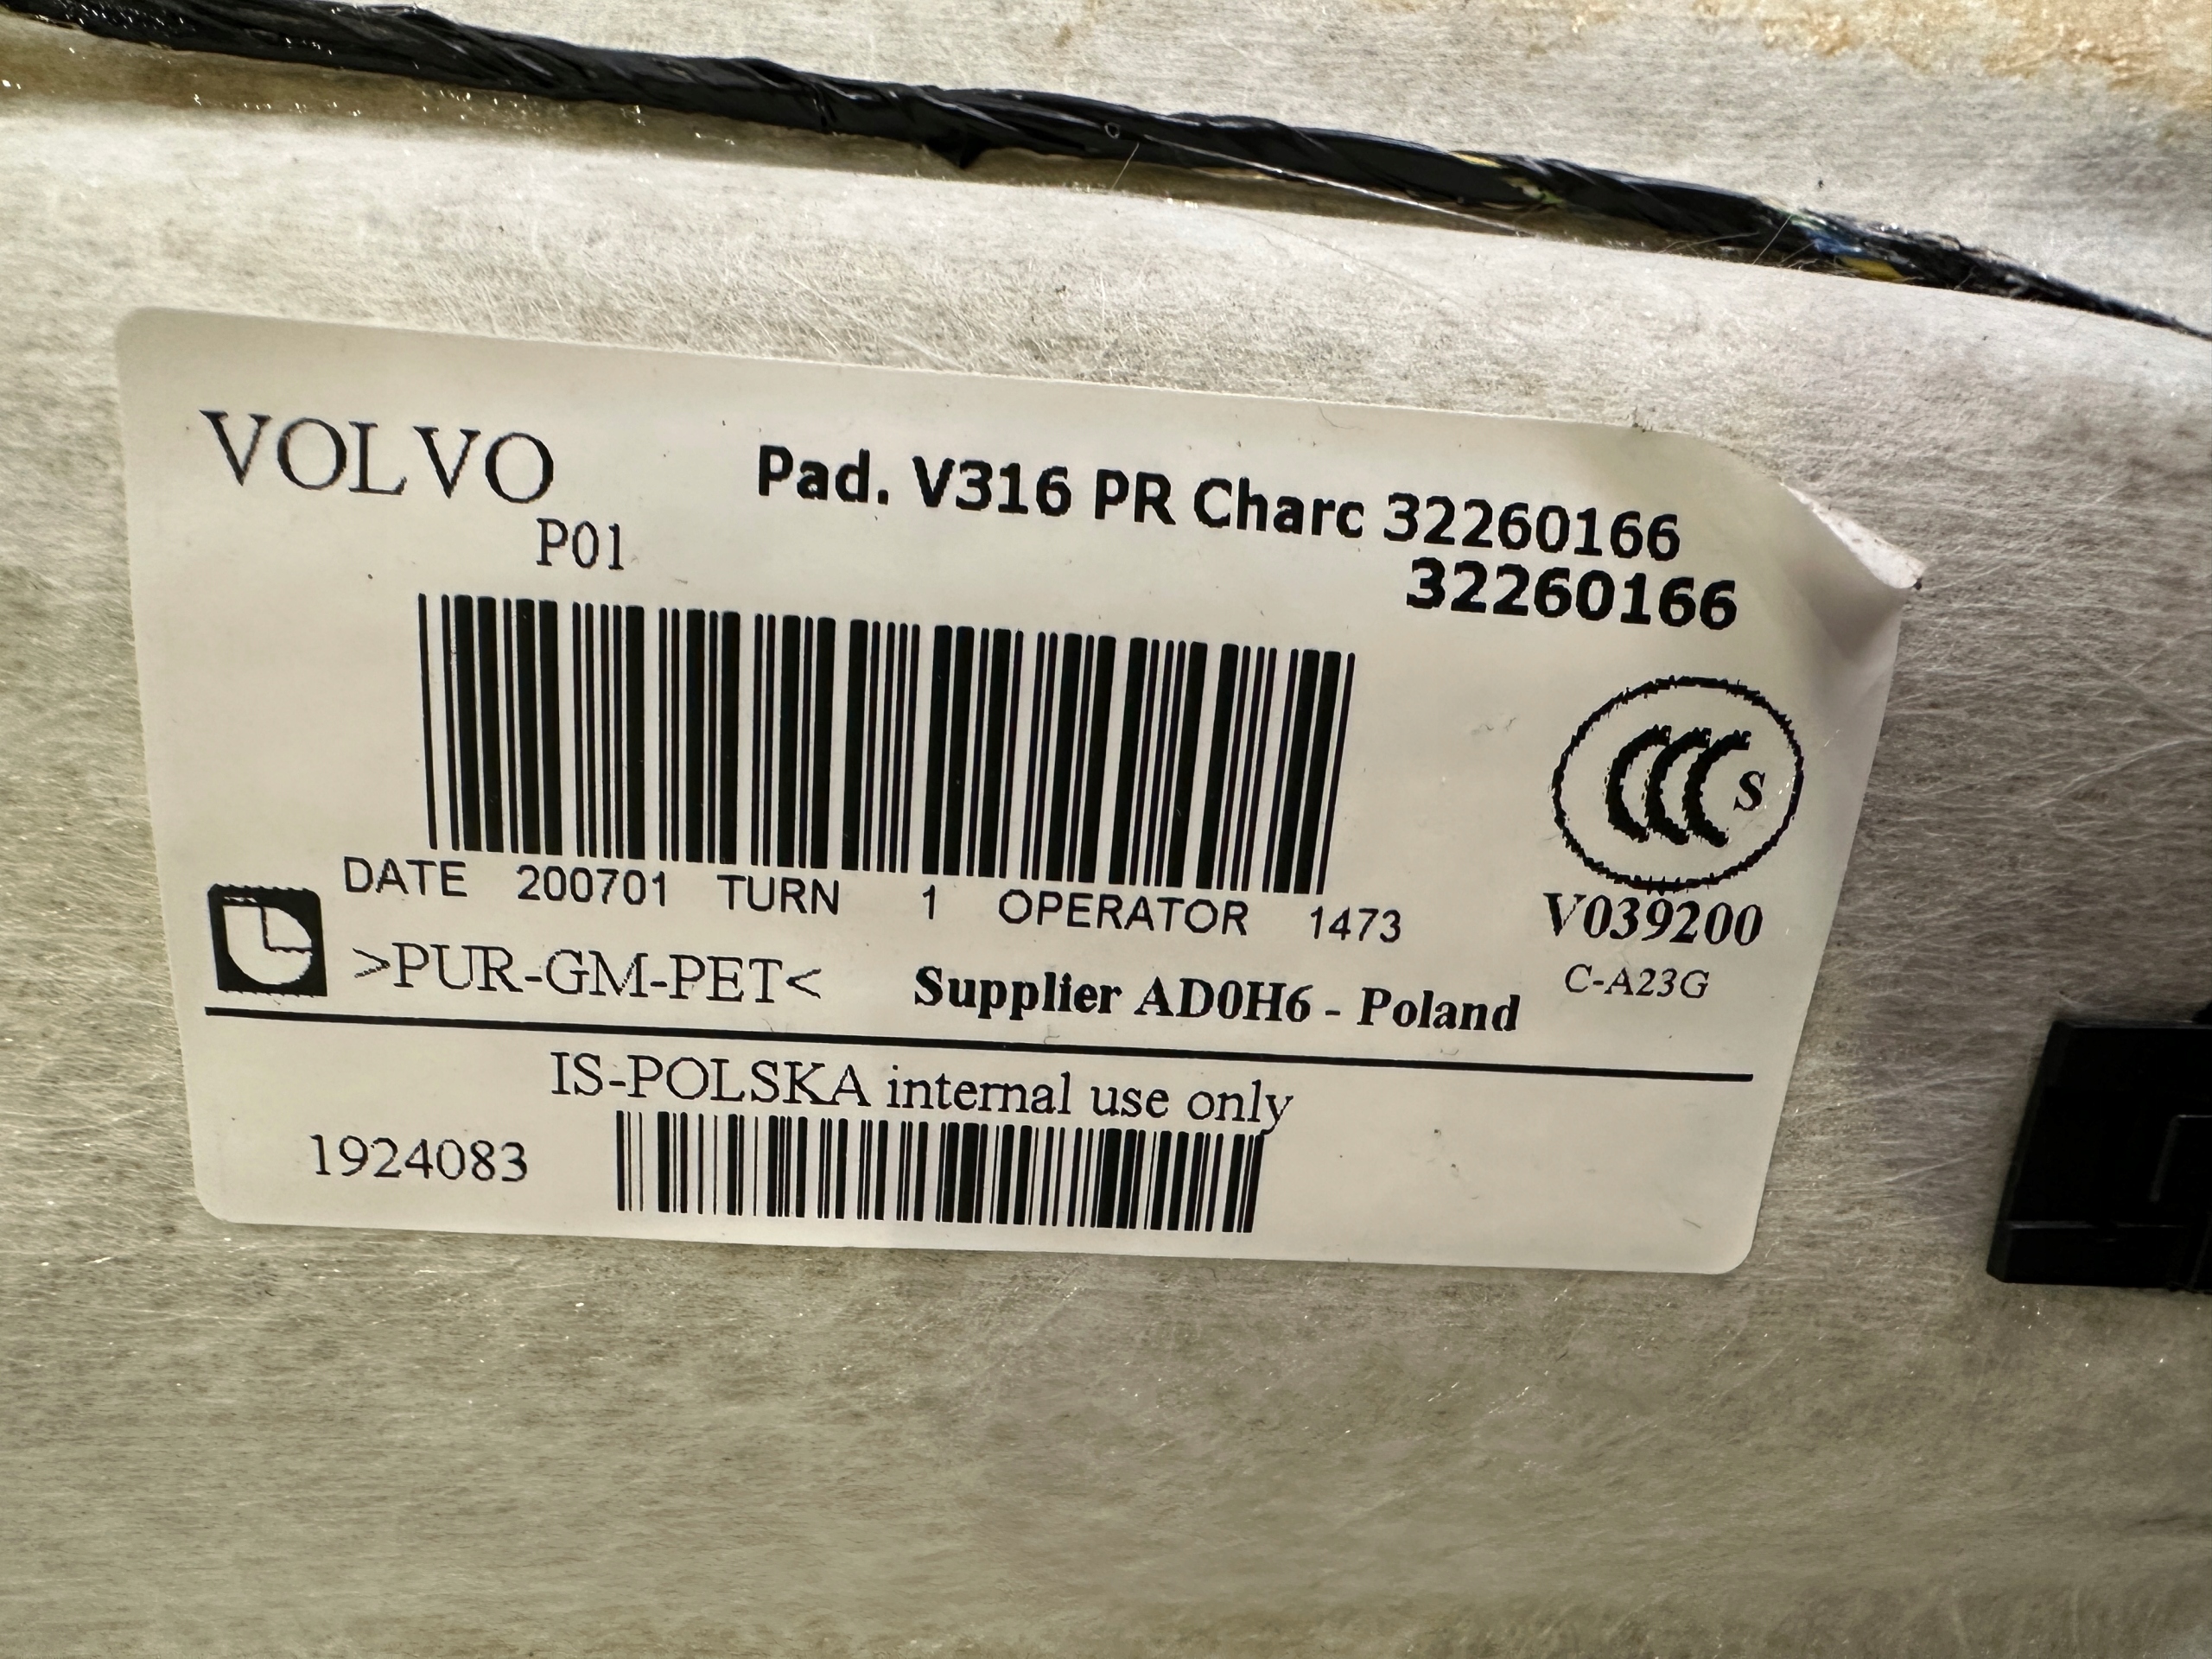 VOLVO
Pad. V316 PR Charc 32260166
P01
32260166
CCC S
DATE 200701 TURN 1 OPERATOR 1473
V039200
>PUR-GM-PET<
Supplier AD0H6 - Poland
C-A23G
IS-POLSKA internal use only
1924083